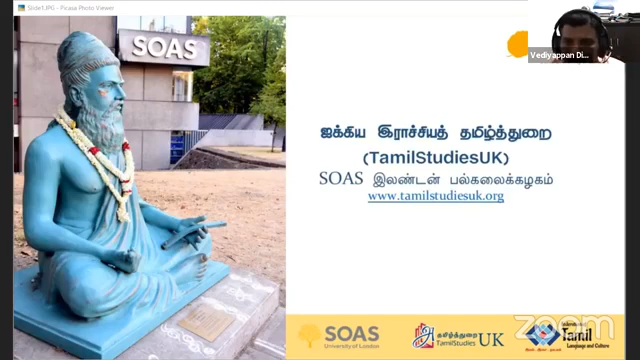 Slide1.JPG - Picasa Photo Viewer
Vediyappan Di...
SOAS
ஐக்கிய இராச்சியத் தமிழ்த்துறை
(TamilStudiesUK)
SOAS இலண்டன் பல்கலைக்கழகம்
www.tamilstudiesuk.org
SOAS
University of London
தமிழ்த்துறை
TamilStudies UK
Tamil
Language and Culture
zoom